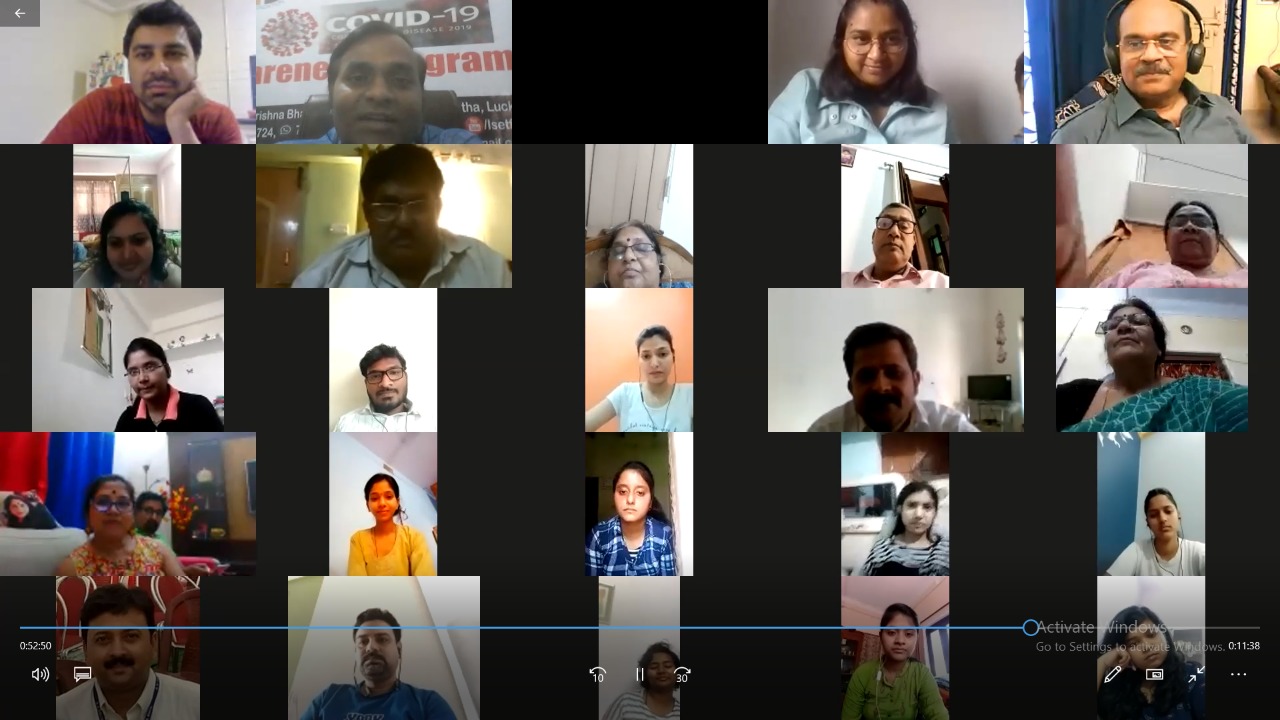 COVID-19
DISEASE 2019
arene
gram
rishna Bha
tha, Luck
724,
/Iseth
0:52:50
Activate Windows
Go to Settings to activate Windows.
0:11:38
10
30